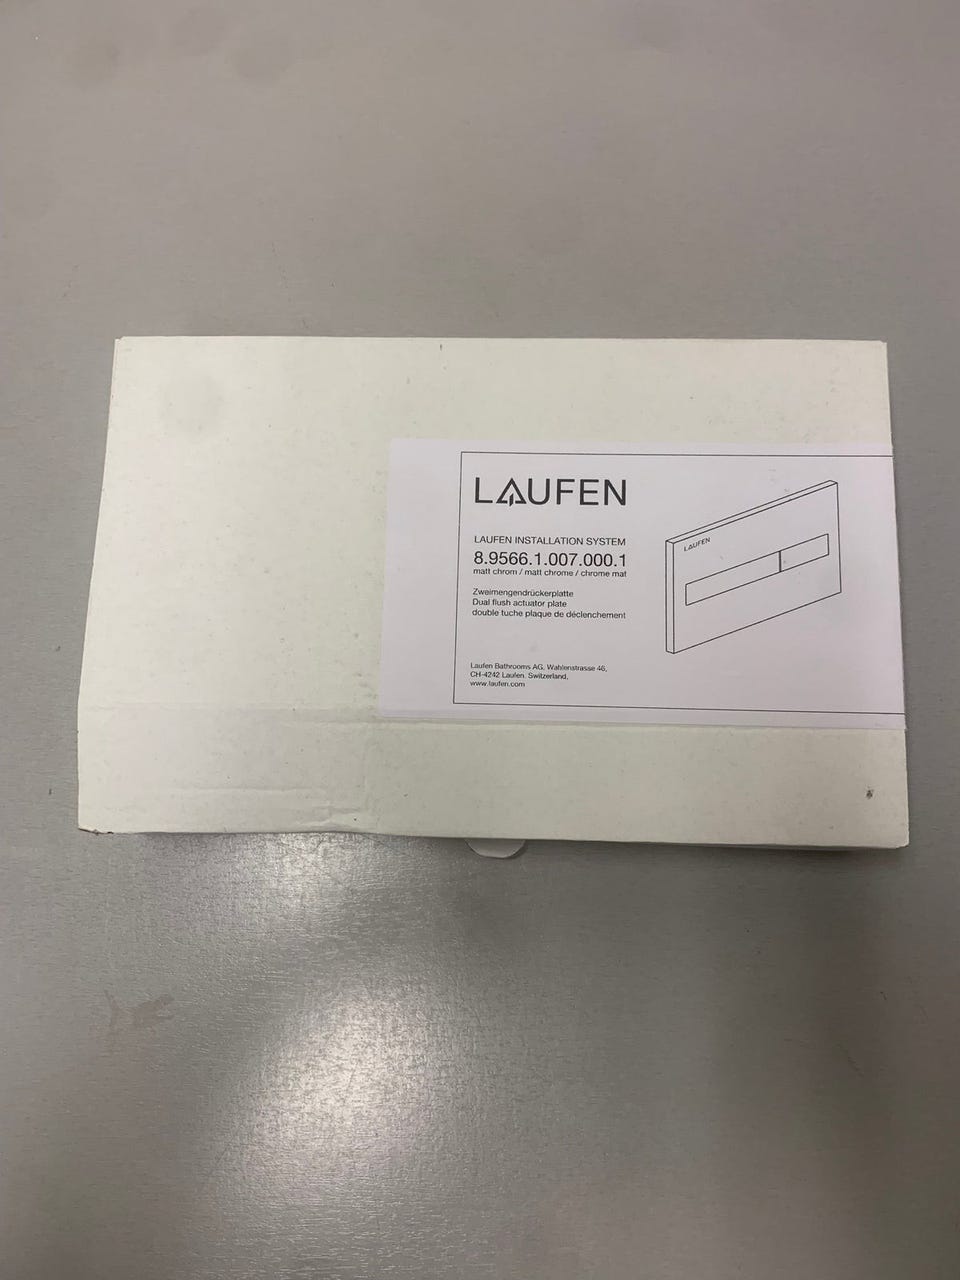 LAUFEN
LAUFEN INSTALLATION SYSTEM
8.9566.1.007.000.1
matt chrom / matt chrome / chrome mat
Zweimengendrückerplatte
Dual flush actuator plate
double tuche plaque de déclenchement
Laufen Bathrooms AG, Wahlenstrasse 46,
CH-4242 Laufen. Switzerland,
www.laufen.com
LAUFEN